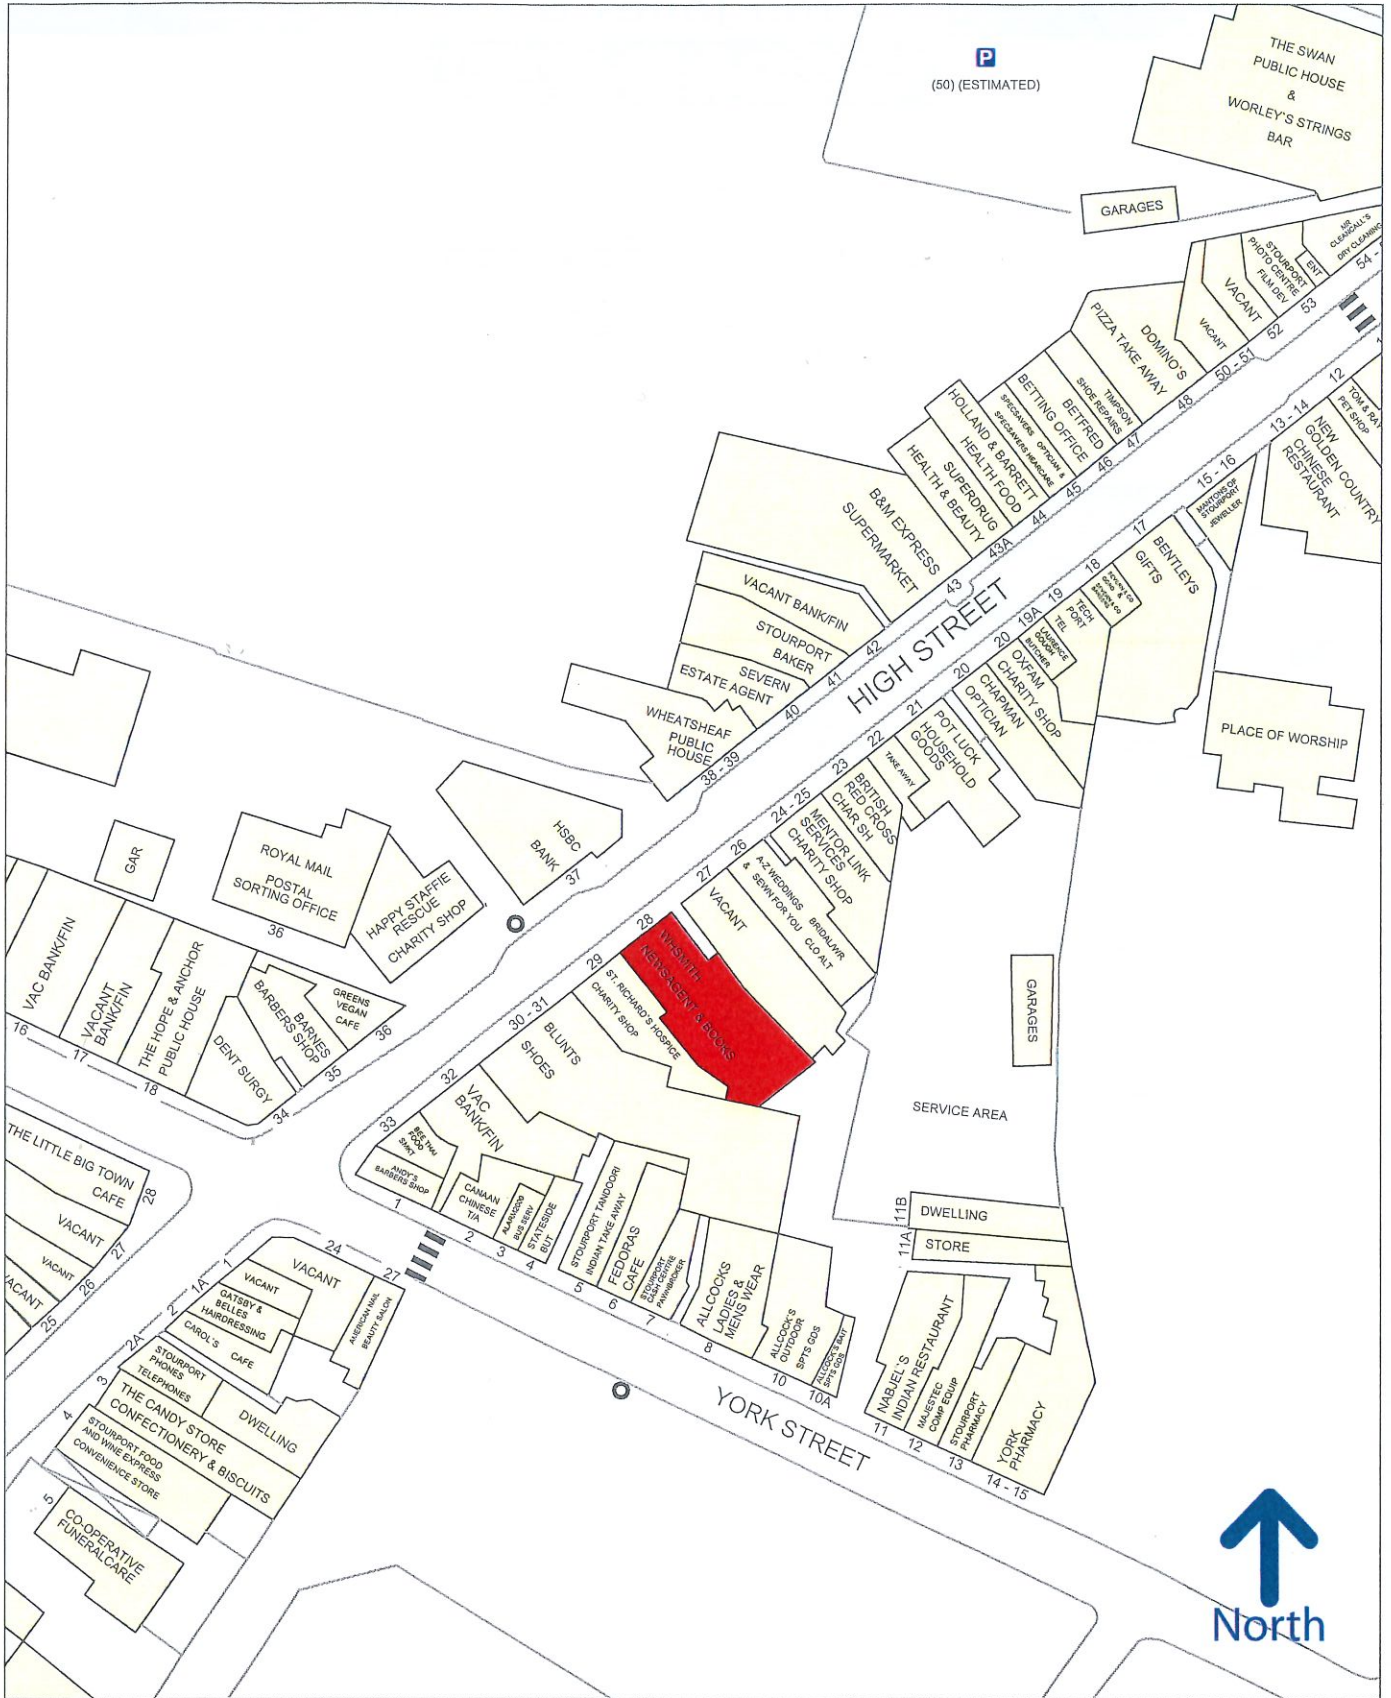 P
(50) (ESTIMATED)
THE SWAN
PUBLIC HOUSE
&
WORLEY'S STRINGS
BAR
GARAGES
MR
CLEANCALL'S
DRY CLEANING
54 -
ENT
STOURPORT
PHOTO CENTRE
FILM DEV
53
VACANT
52
VACANT
50 - 51
DOMINO'S
PIZZA TAKE AWAY
48
TIMPSON
SHOE REPAIRS
47
BETFRED
BETTING OFFICE
46
SPECSAVERS OPTICIAN &
SPECSAVERS HEARCARE
45
HOLLAND & BARRETT
HEALTH FOOD
44
SUPERDRUG
HEALTH & BEAUTY
43A
B&M EXPRESS
SUPERMARKET
43
VACANT BANK/FIN
42
STOURPORT
BAKER
41
SEVERN
ESTATE AGENT
40
WHEATSHEAF
PUBLIC
HOUSE
38 - 39
HIGH STREET
12
TOM & RAY
PET SHOP
13 - 14
NEW
GOLDEN COUNTRY
CHINESE
RESTAURANT
15 - 16
MANTONS OF
STOURPORT
JEWELLER
17
BENTLEYS
GIFTS
18
19
TECH
PORT
TEL
19A
LAURENCE
GOUGH
BUTCHER
20
OXFAM
CHARITY SHOP
20
CHAPMAN
OPTICIAN
21
POT LUCK
HOUSEHOLD
GOODS
22
TAKE AWAY
23
BRITISH
RED CROSS
CHAR SH
24 - 25
MENTOR LINK
SERVICES
CHARITY SHOP
26
A-Z WEDDINGS BRIDALWR
& SEWN FOR YOU CLO ALT
27
VACANT
28
WHSMITH
NEWSAGENT & BOOKS
29
ST. RICHARD'S HOSPICE
CHARITY SHOP
30 - 31
BLUNTS
SHOES
32
VAC
BANK/FIN
33
BEE THAI
FOOD
SMKT
ANDY'S
BARBERS SHOP
PLACE OF WORSHIP
GARAGES
SERVICE AREA
HSBC
BANK
37
GAR
ROYAL MAIL
POSTAL
SORTING OFFICE
36
HAPPY STAFFIE
RESCUE
CHARITY SHOP
GREENS
VEGAN
CAFE
36
BARNES
BARBERS SHOP
35
DENT SURGY
34
THE HOPE & ANCHOR
PUBLIC HOUSE
18
VACANT
BANK/FIN
17
VAC BANK/FIN
16
THE LITTLE BIG TOWN
CAFE
28
VACANT
27
VACANT
26
VACANT
25
1
2
CANAAN
CHINESE
T/A
3
ALARM2000
BUS SERV
4
STATESIDE
BUT
5
STOURPORT TANDOORI
INDIAN TAKE AWAY
6
FEDORAS
CAFE
7
STOURPORT
CASH CENTRE
PAWNBROKER
8
ALLCOCKS
LADIES &
MENS WEAR
10
ALLCOCK'S
OUTDOOR
SPTS GDS
10A
ALLCOCK'S BAIT
SPTS GDS
11B
DWELLING
11A
STORE
11
NABJEL'S
INDIAN RESTAURANT
12
MAJESTEC
COMP EQUIP
13
STOURPORT
PHARMACY
14 - 15
YORK
PHARMACY
YORK STREET
24
VACANT
27
AMERICAN NAIL
BEAUTY SALON
1
VACANT
1A
GATSBY &
BELLES
HAIRDRESSING
2
CAROL'S CAFE
2A
STOURPORT
PHONES
TELEPHONES
DWELLING
3
THE CANDY STORE
CONFECTIONERY & BISCUITS
4
STOURPORT FOOD
AND WINE EXPRESS
CONVENIENCE STORE
5
CO-OPERATIVE
FUNERALCARE
North